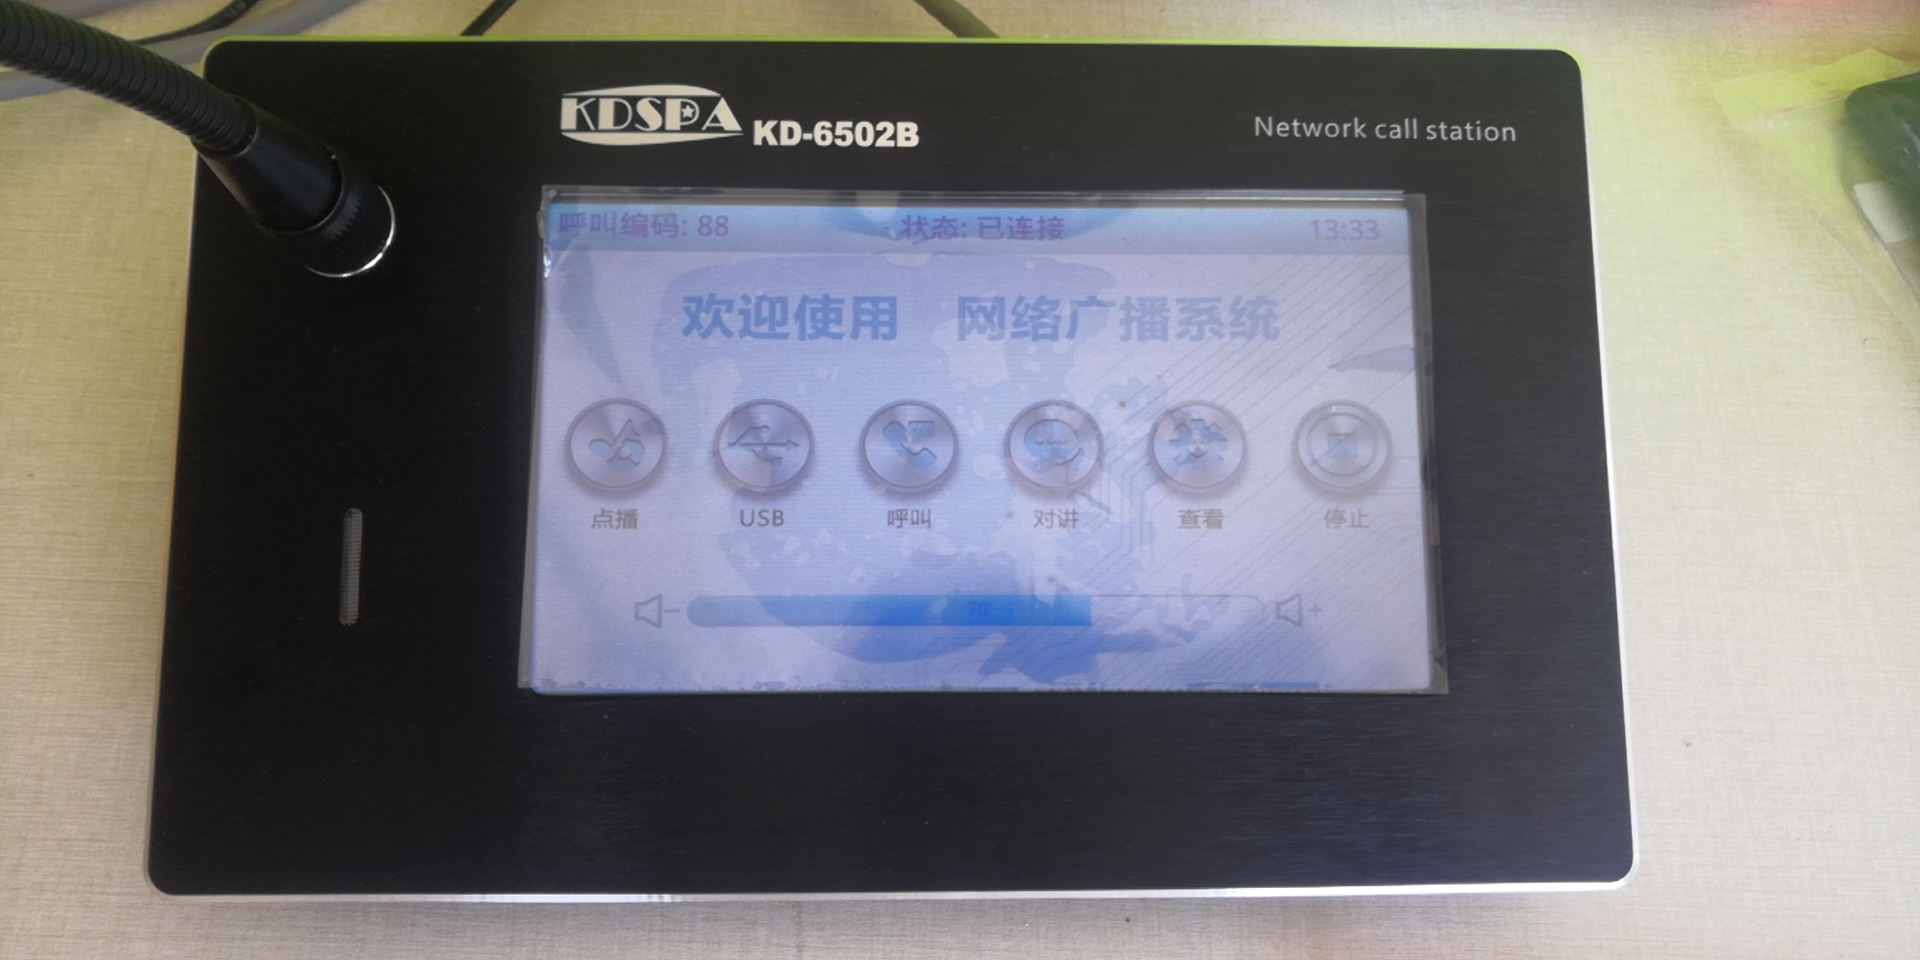 KDSPA KD-6502B
Network call station
呼叫编码: 88 状态: 已连接 13:33
欢迎使用 网络广播系统
点播 USB 呼叫 对讲 查看 停止
70